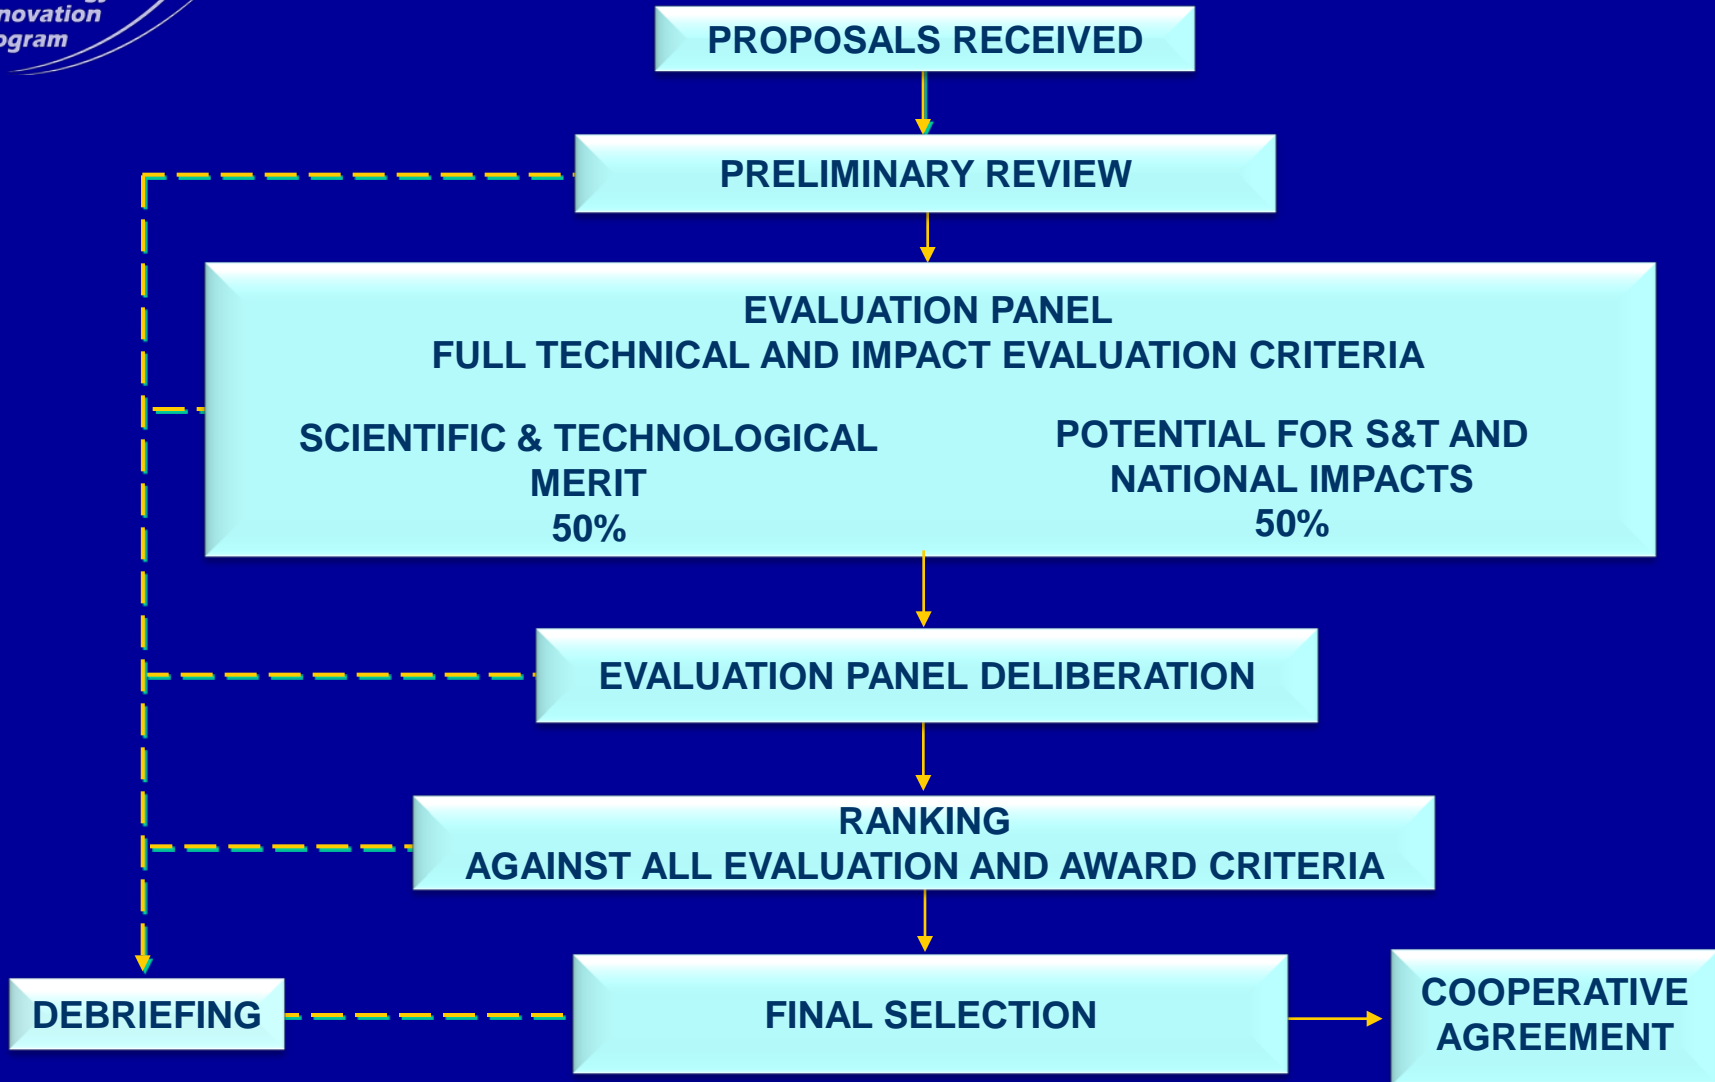 novation
ogram
PROPOSALS RECEIVED
PRELIMINARY REVIEW
EVALUATION PANEL
FULL TECHNICAL AND IMPACT EVALUATION CRITERIA
SCIENTIFIC & TECHNOLOGICAL
MERIT
50%
POTENTIAL FOR S&T AND
NATIONAL IMPACTS
50%
EVALUATION PANEL DELIBERATION
RANKING
AGAINST ALL EVALUATION AND AWARD CRITERIA
DEBRIEFING
FINAL SELECTION
COOPERATIVE
AGREEMENT